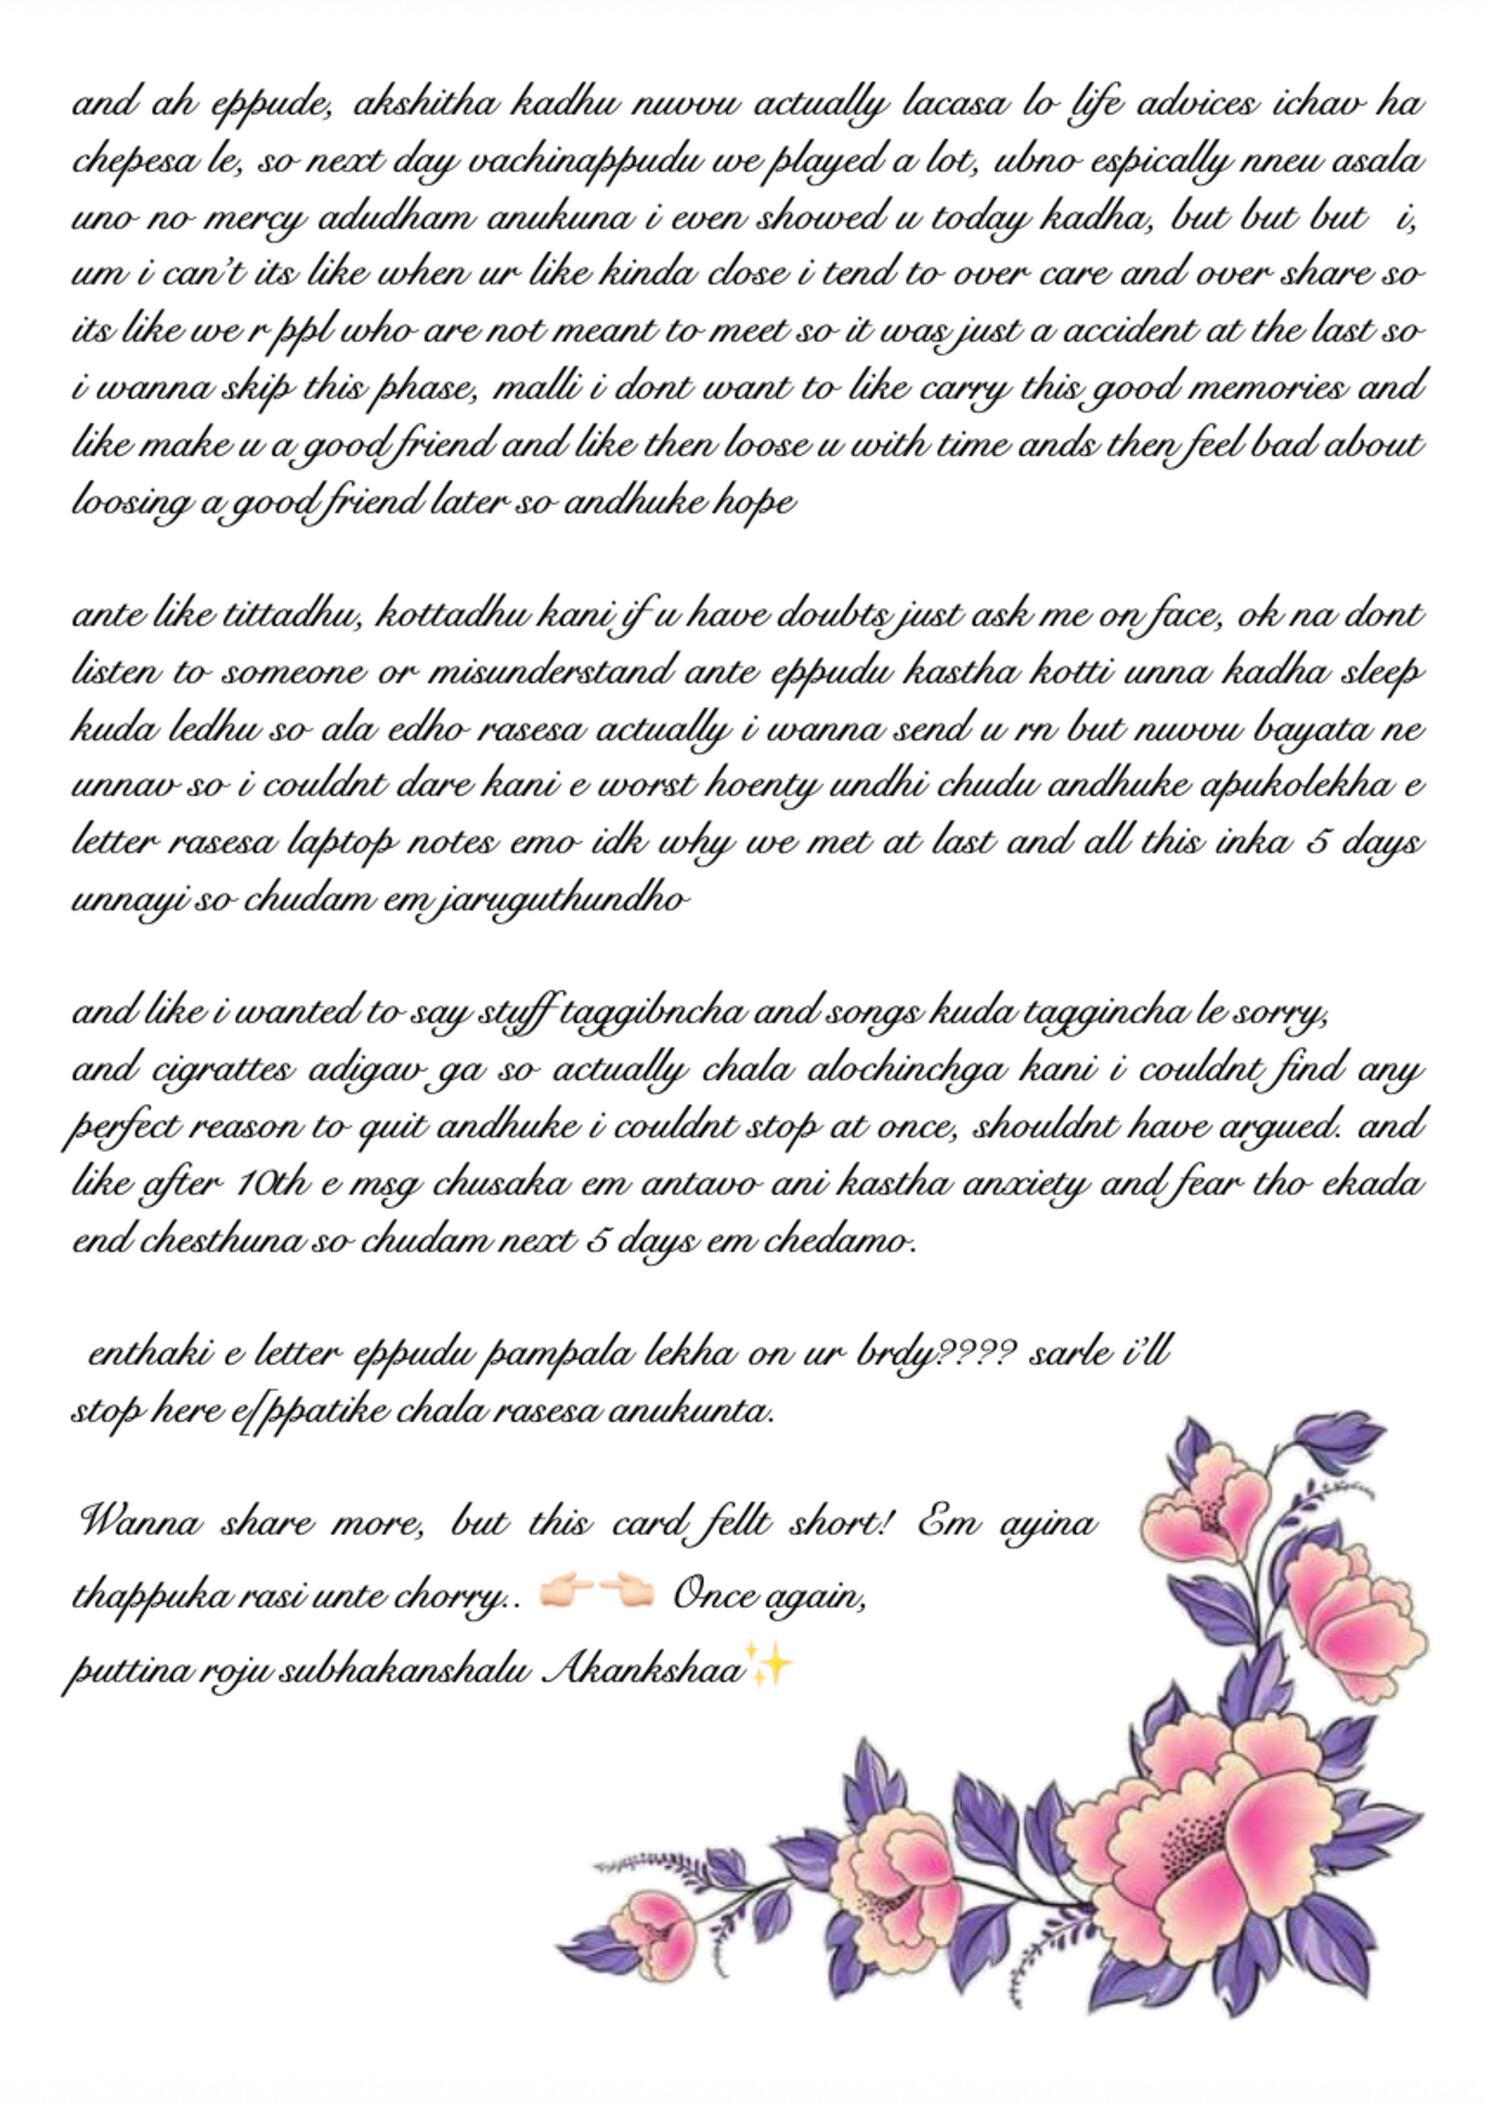 and ah eppude, akshitha kadhu nuvvu actually lacasa lo life advices ichav ha
chepesa le, so next day vachinappudu we played a lot, ubno espically nneu asala
uno no mercy adudham anukuna i even showed u today kadha, but but but i,
um i can't its like when ur like kinda close i tend to over care and over share so
its like we r ppl who are not meant to meet so it was just a accident at the last so
i wanna skip this phase, malli i dont want to like carry this good memories and
like make u a good friend and like then loose u with time ands then feel bad about
loosing a good friend later so andhuke hope
ante like tittadhu, kottadhu kani if u have doubts just ask me on face, ok na dont
listen to someone or misunderstand ante eppudu kastha kotti unna kadha sleep
kuda ledhu so ala edho rasesa actually i wanna send u rn but nuvvu bayata ne
unnav so i couldnt dare kani e worst hoenty undhi chudu andhuke apukolekha e
letter rasesa laptop notes emo idk why we met at last and all this inka 5 days
unnayi so chudam em jaruguthundho
and like i wanted to say stuff taggibncha and songs kuda taggincha le sorry,
and cigrattes adigav ga so actually chala alochinchga kani i couldnt find any
perfect reason to quit andhuke i couldnt stop at once, shouldnt have argued. and
like after 10th e msg chusaka em antavo ani kastha anxiety and fear tho ekada
end chesthuna so chudam next 5 days em chedamo.
enthaki e letter eppudu pampala lekha on ur brdy???? sarle i'll
stop here e[ppatike chala rasesa anukunta.
Wanna share more, but this card fellt short! Em ayina
thappuka rasi unte chorry.. 👉🏻👈🏻 Once again,
puttina roju subhakanshalu Akankshaa✨